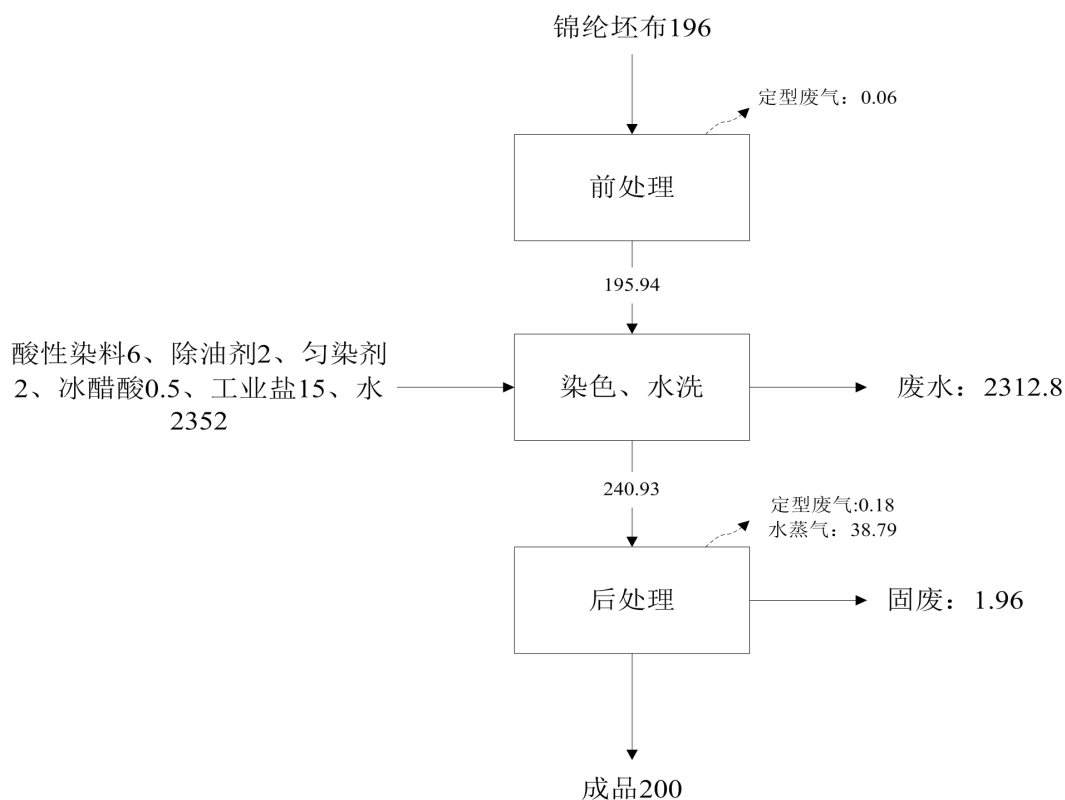 锦纶坯布196
定型废气：0.06
前处理
195.94
酸性染料6、除油剂2、匀染剂
2、冰醋酸0.5、工业盐15、水
2352
染色、水洗
废水：2312.8
240.93
定型废气:0.18
水蒸气：38.79
后处理
固废：1.96
成品200